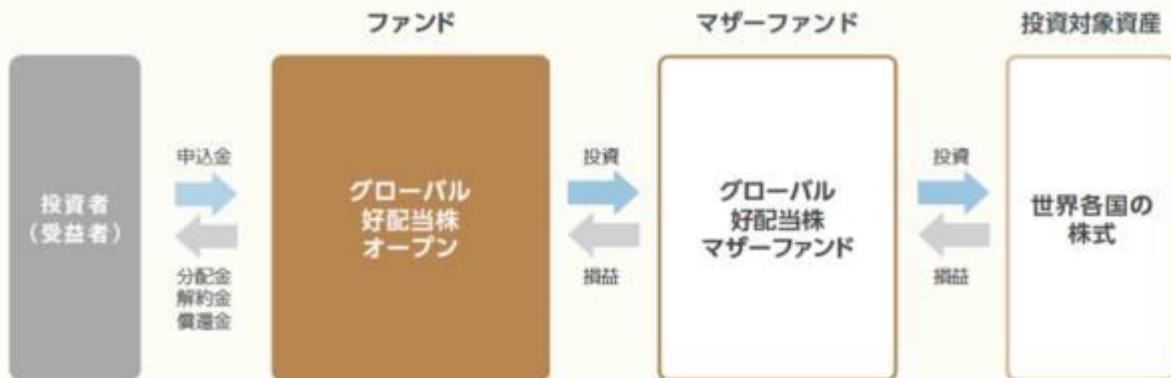 ファンド
マザーファンド
投資対象資産
投資者
（受益者）
申込金
分配金
解約金
償還金
グローバル
好配当株
オープン
投資
損益
グローバル
好配当株
マザーファンド
投資
損益
世界各国の
株式